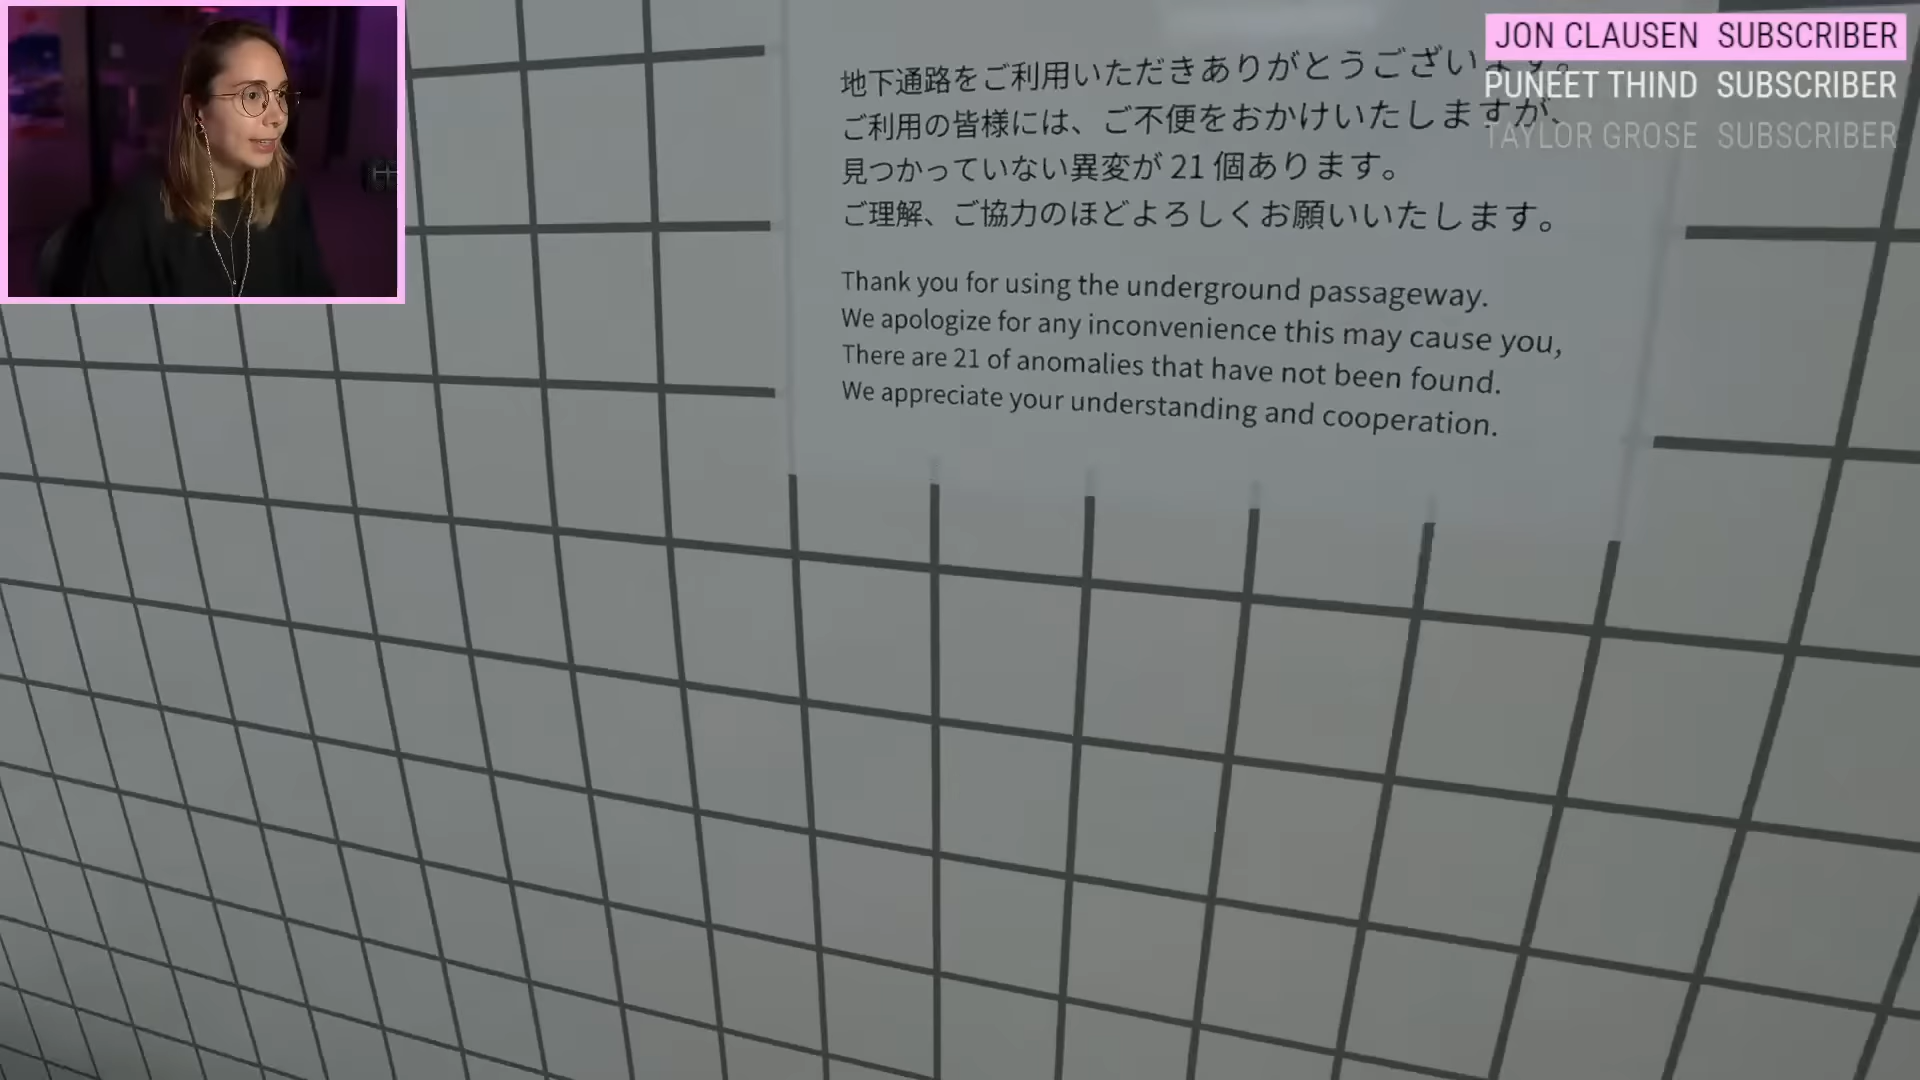 JON CLAUSEN SUBSCRIBER
PUNEET THIND SUBSCRIBER
TAYLOR GROSE SUBSCRIBER
地下通路をご利用いただきありがとうございます。
ご利用の皆様には、ご不便をおかけいたしますが、
見つかっていない異変が 21 個あります。
ご理解、ご協力のほどよろしくお願いいたします。
Thank you for using the underground passageway.
We apologize for any inconvenience this may cause you,
There are 21 of anomalies that have not been found.
We appreciate your understanding and cooperation.